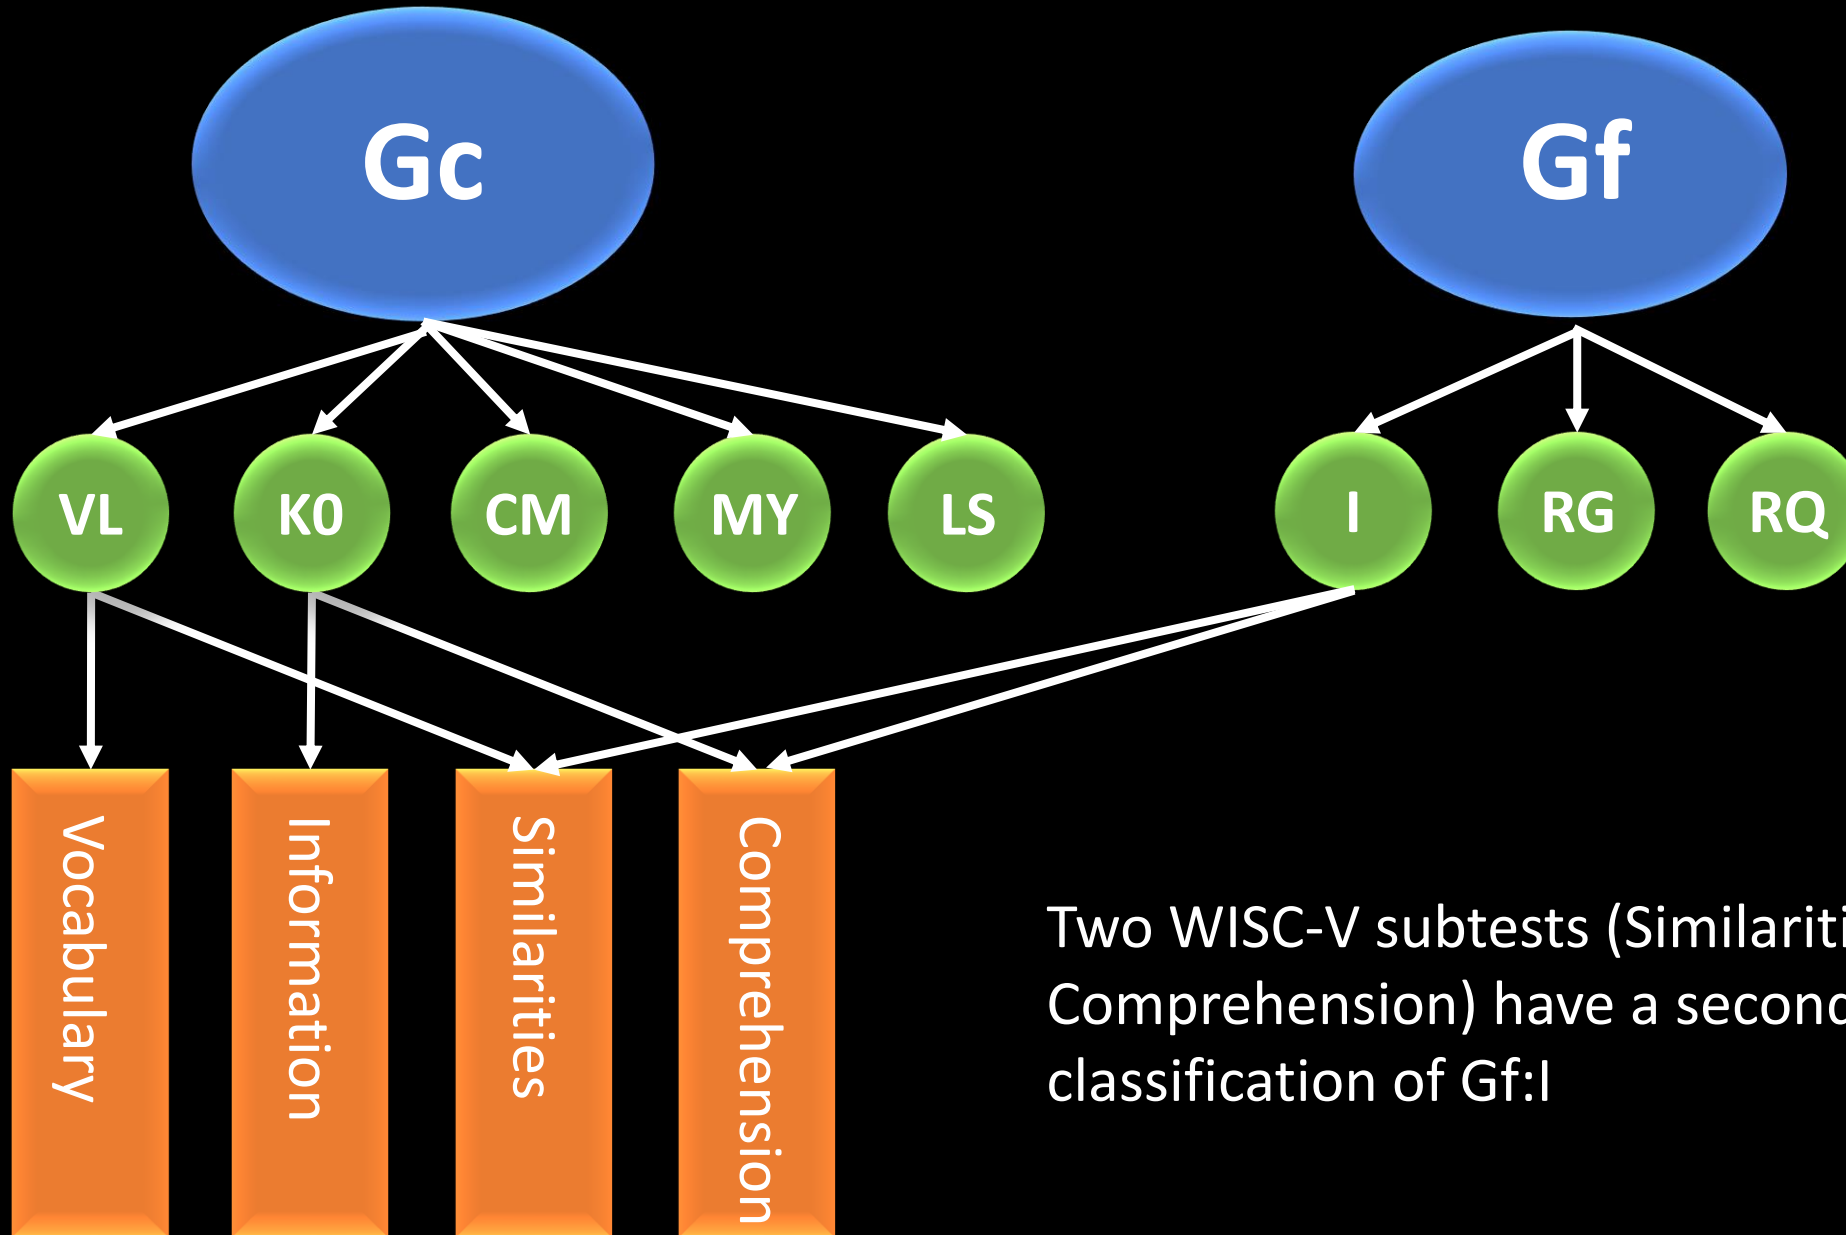 Gc
Gf
VL
K0
CM
MY
LS
I
RG
RQ
Vocabulary
Information
Similarities
Comprehension
Two WISC-V subtests (Similariti
Comprehension) have a second
classification of Gf:I